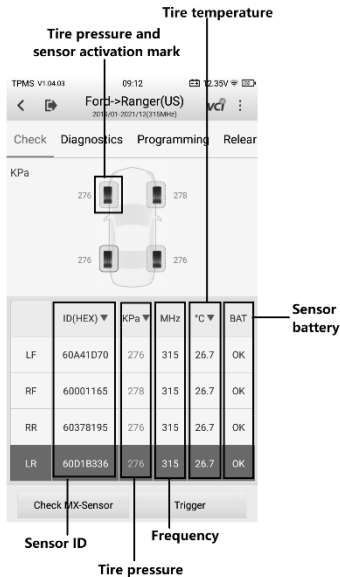 Tire temperature
Tire pressure and
sensor activation mark
TPMS V1.04.03 09:12 12.35V
Ford->Ranger(US) VCI
2011/01-2021/12(315MHz)
Check Diagnostics Programming Relear
KPa
276 278
276 276
ID(HEX) KPa MHz °C BAT
Sensor
battery
LF 60A41D70 276 315 26.7 OK
RF 60001165 278 315 26.7 OK
RR 60378195 276 315 26.7 OK
LR 60D1B336 276 315 26.7 OK
Check MX-Sensor Trigger
Sensor ID
Frequency
Tire pressure